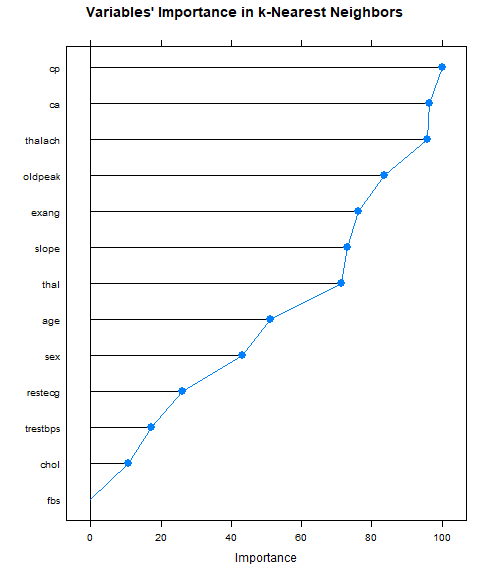 Variables' Importance in k-Nearest Neighbors
cp
ca
thalach
oldpeak
exang
slope
thal
age
sex
restecg
trestbps
chol
fbs
0 20 40 60 80 100
Importance